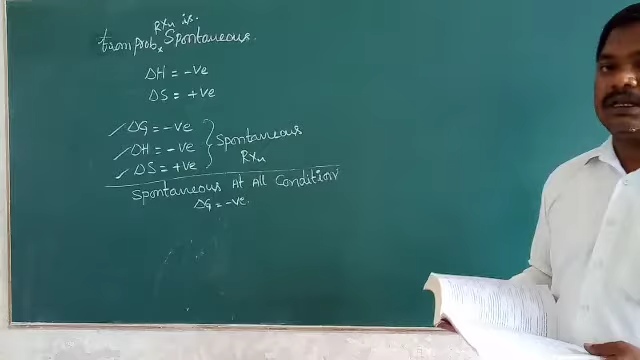 Rxn is.
from prob, Spontaneous.
ΔH = -ve
ΔS = +ve
ΔG = -ve
ΔH = -ve
ΔS = +ve
Spontaneous
Rxn
Spontaneous At All Condition
ΔG = -ve.